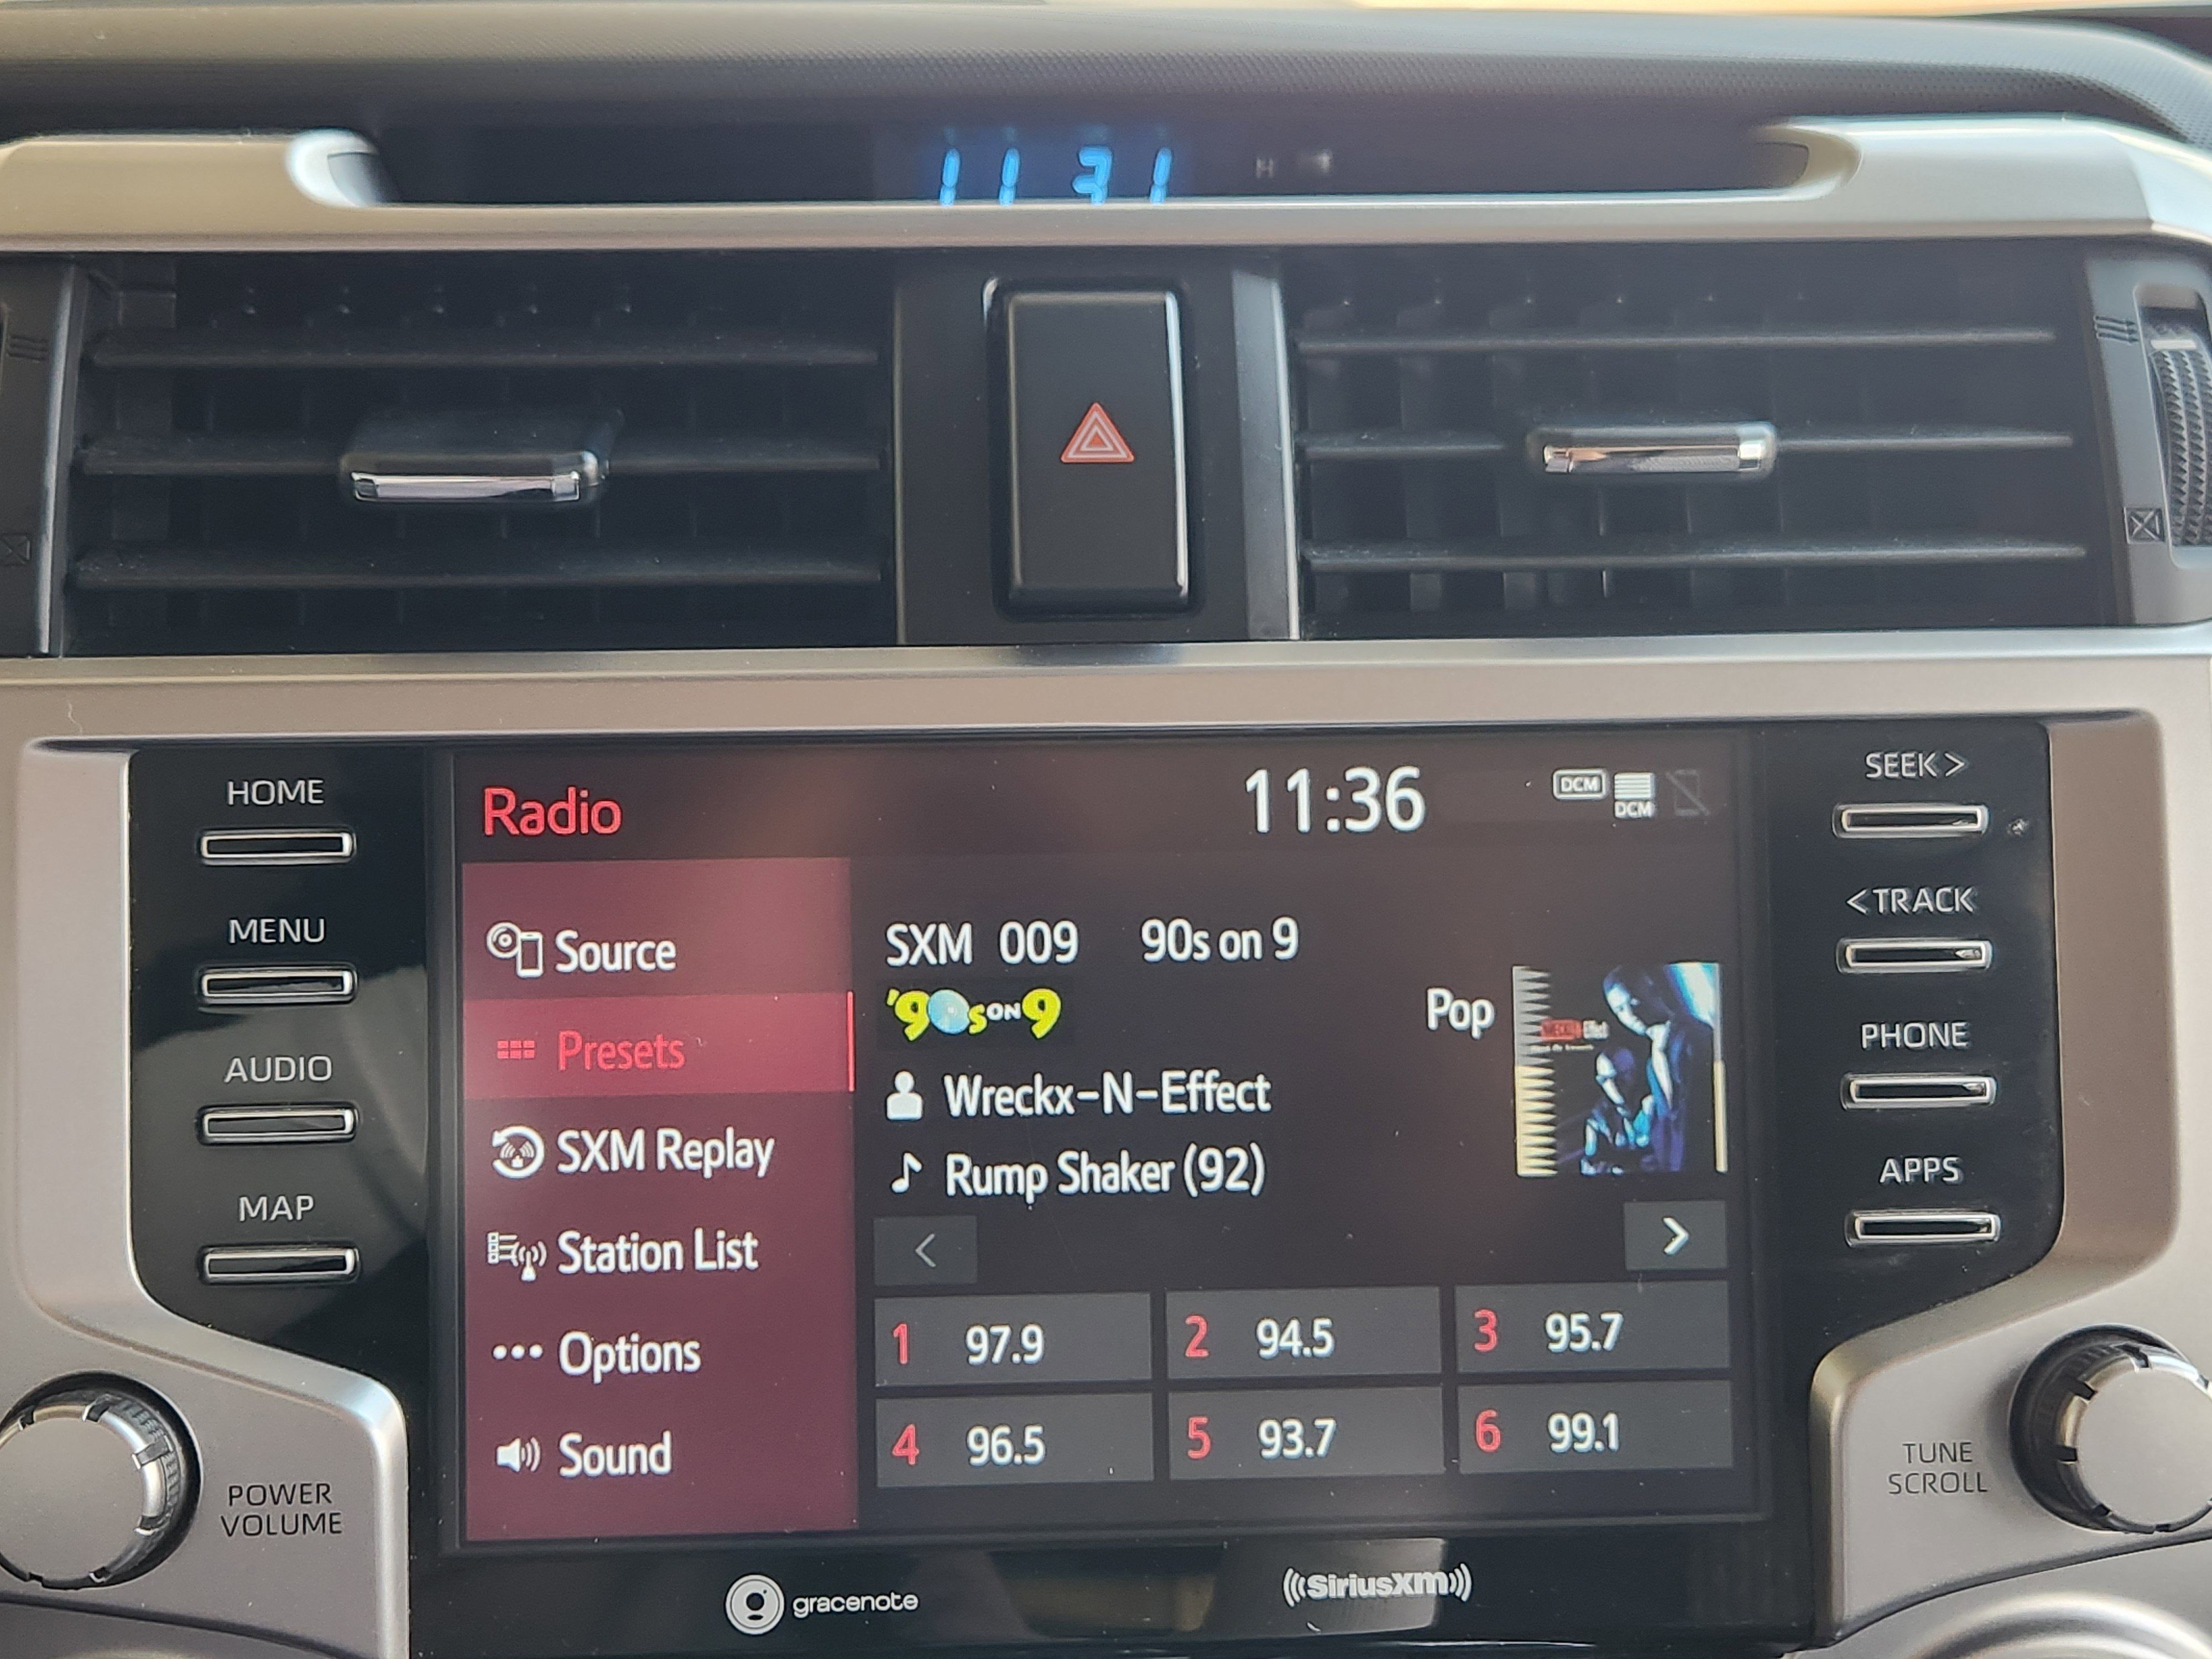 11 31
H
HOME
MENU
AUDIO
MAP
POWER
VOLUME
Radio
11:36
DCM
DCM
Source
Presets
SXM Replay
Station List
Options
Sound
SXM 009 90s on 9
'90s ON 9
Pop
Wreckx-N-Effect
Rump Shaker (92)
1 97.9
2 94.5
3 95.7
4 96.5
5 93.7
6 99.1
SEEK >
< TRACK
PHONE
APPS
TUNE
SCROLL
gracenote
((SiriusXM))